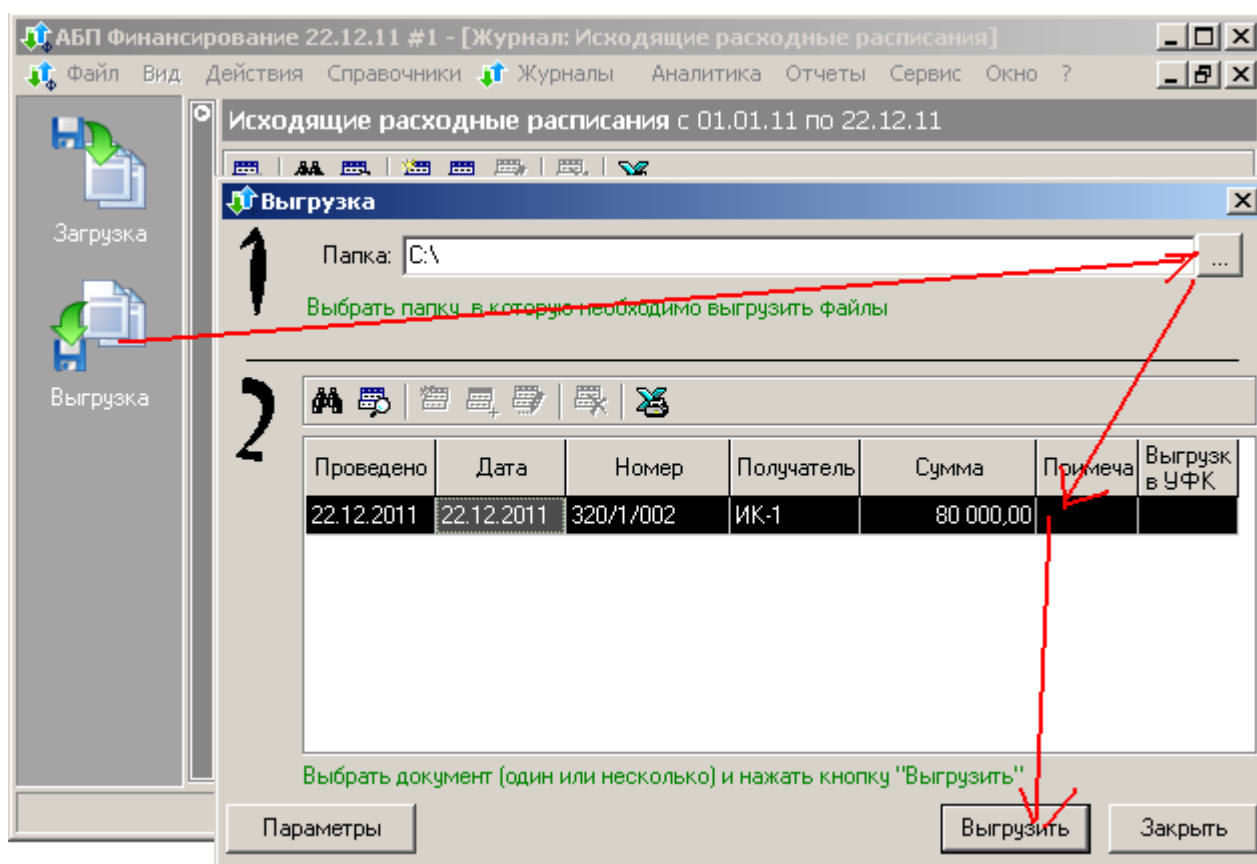 АБП Финансирование 22.12.11 #1 - [Журнал: Исходящие расходные расписания]
Файл Вид Действия Справочники Журналы Аналитика Отчеты Сервис Окно ?
Исходящие расходные расписания с 01.01.11 по 22.12.11
Загрузка
Выгрузка
Выгрузка
1
Папка: C:\ ...
Выбрать папку, в которую необходимо выгрузить файлы
2
Проведено Дата Номер Получатель Сумма Примеча Выгрузк
в УФК
22.12.2011 22.12.2011 320/1/002 ИК-1 80 000,00
Выбрать документ (один или несколько) и нажать кнопку "Выгрузить"
Параметры Выгрузить Закрыть